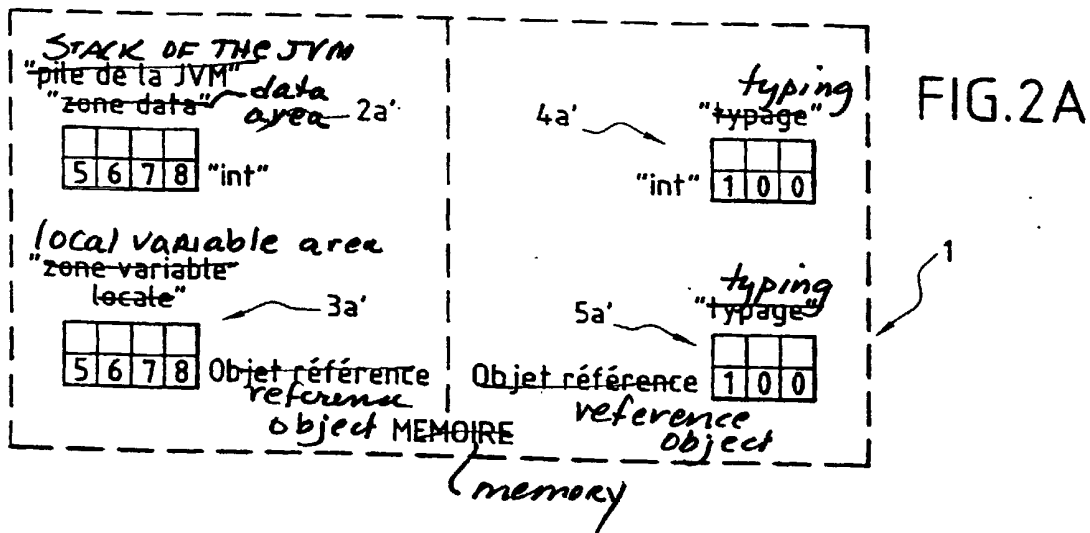 STACK OF THE JVM
"pile de la JVM"
"zone data" data
area 2a'
5 6 7 8 "int"
local variable area
"zone variable
locale"
3a'
5 6 7 8 Objet référence
reference
object MEMOIRE
memory
typing
4a' "typage"
"int" 1 0 0
typing
5a' "typage"
Objet référence 1 0 0
reference
object
1
FIG.2A